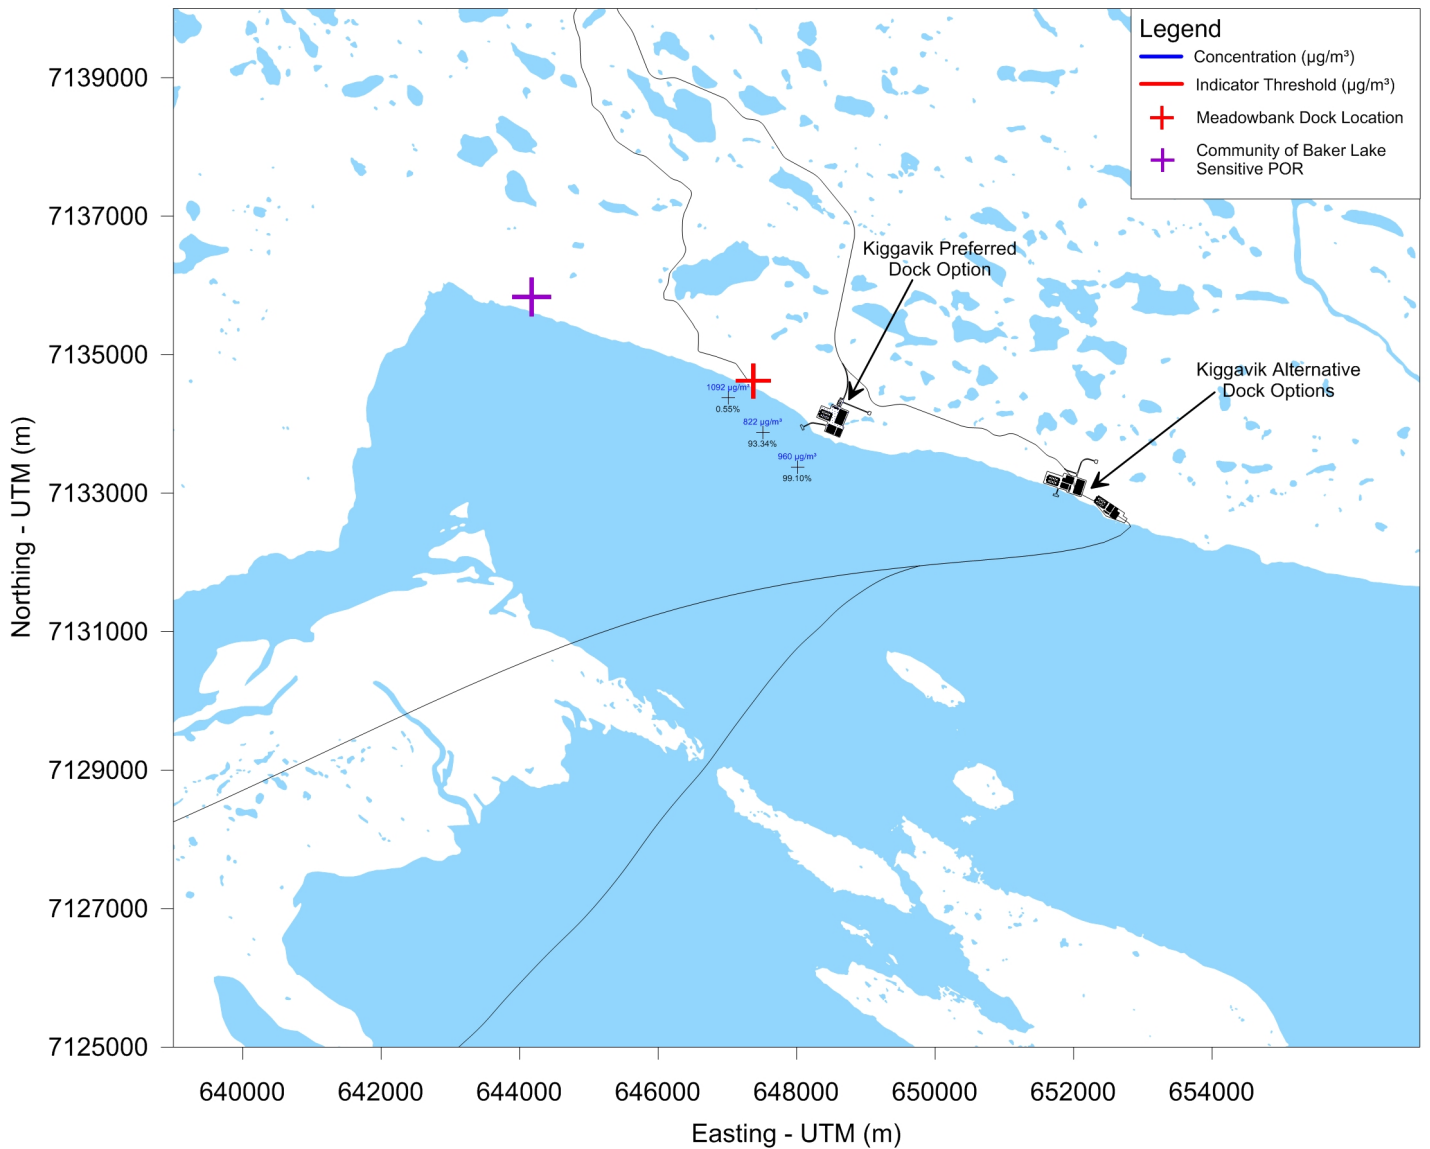 Legend
Concentration (µg/m³)
Indicator Threshold (µg/m³)
Meadowbank Dock Location
Community of Baker Lake
Sensitive POR
7139000
7137000
7135000
7133000
7131000
7129000
7127000
7125000
Northing - UTM (m)
Kiggavik Preferred
Dock Option
Kiggavik Alternative
Dock Options
1092 µg/m³
0.55%
822 µg/m³
93.34%
960 µg/m³
99.10%
640000
642000
644000
646000
648000
650000
652000
654000
Easting - UTM (m)